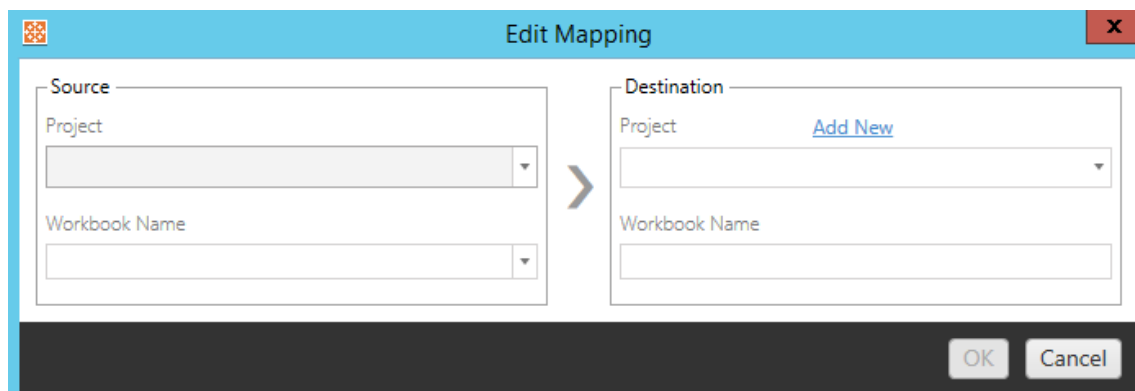 Edit Mapping
x
Source
Project
Workbook Name
Destination
Project Add New
Workbook Name
OK Cancel